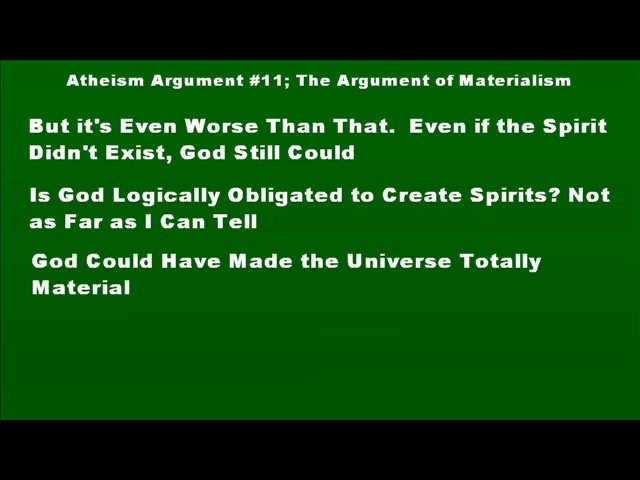 Atheism Argument #11; The Argument of Materialism
But it's Even Worse Than That.  Even if the Spirit
Didn't Exist, God Still Could
Is God Logically Obligated to Create Spirits? Not
as Far as I Can Tell
God Could Have Made the Universe Totally
Material